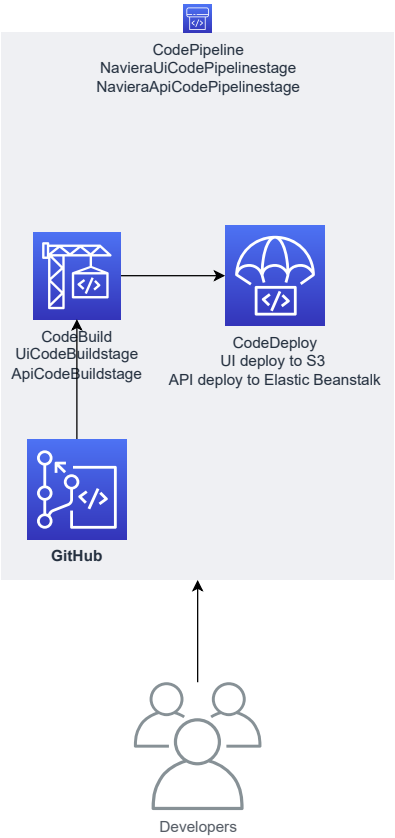 CodePipeline
NavieraUiCodePipelinestage
NavieraApiCodePipelinestage
CodeBuild
UiCodeBuildstage
ApiCodeBuildstage
CodeDeploy
UI deploy to S3
API deploy to Elastic Beanstalk
GitHub
Developers